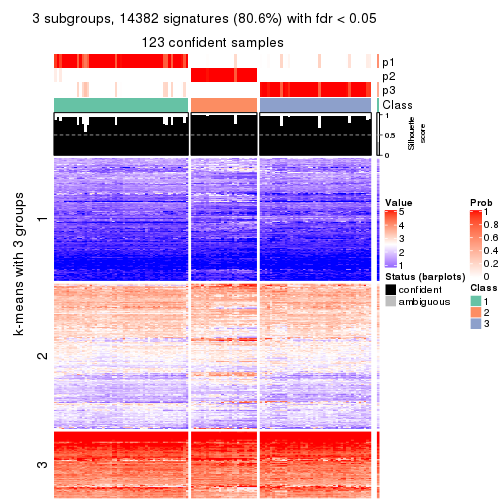 3 subgroups, 14382 signatures (80.6%) with fdr < 0.05
123 confident samples
p1
p2
p3
Class
1
0.5
0
Silhouette
score
k-means with 3 groups
1
2
3
Value
5
4
3
2
1
Prob
1
0.8
0.6
0.4
0.2
0
Status (barplots)
confident
ambiguous
Class
1
2
3